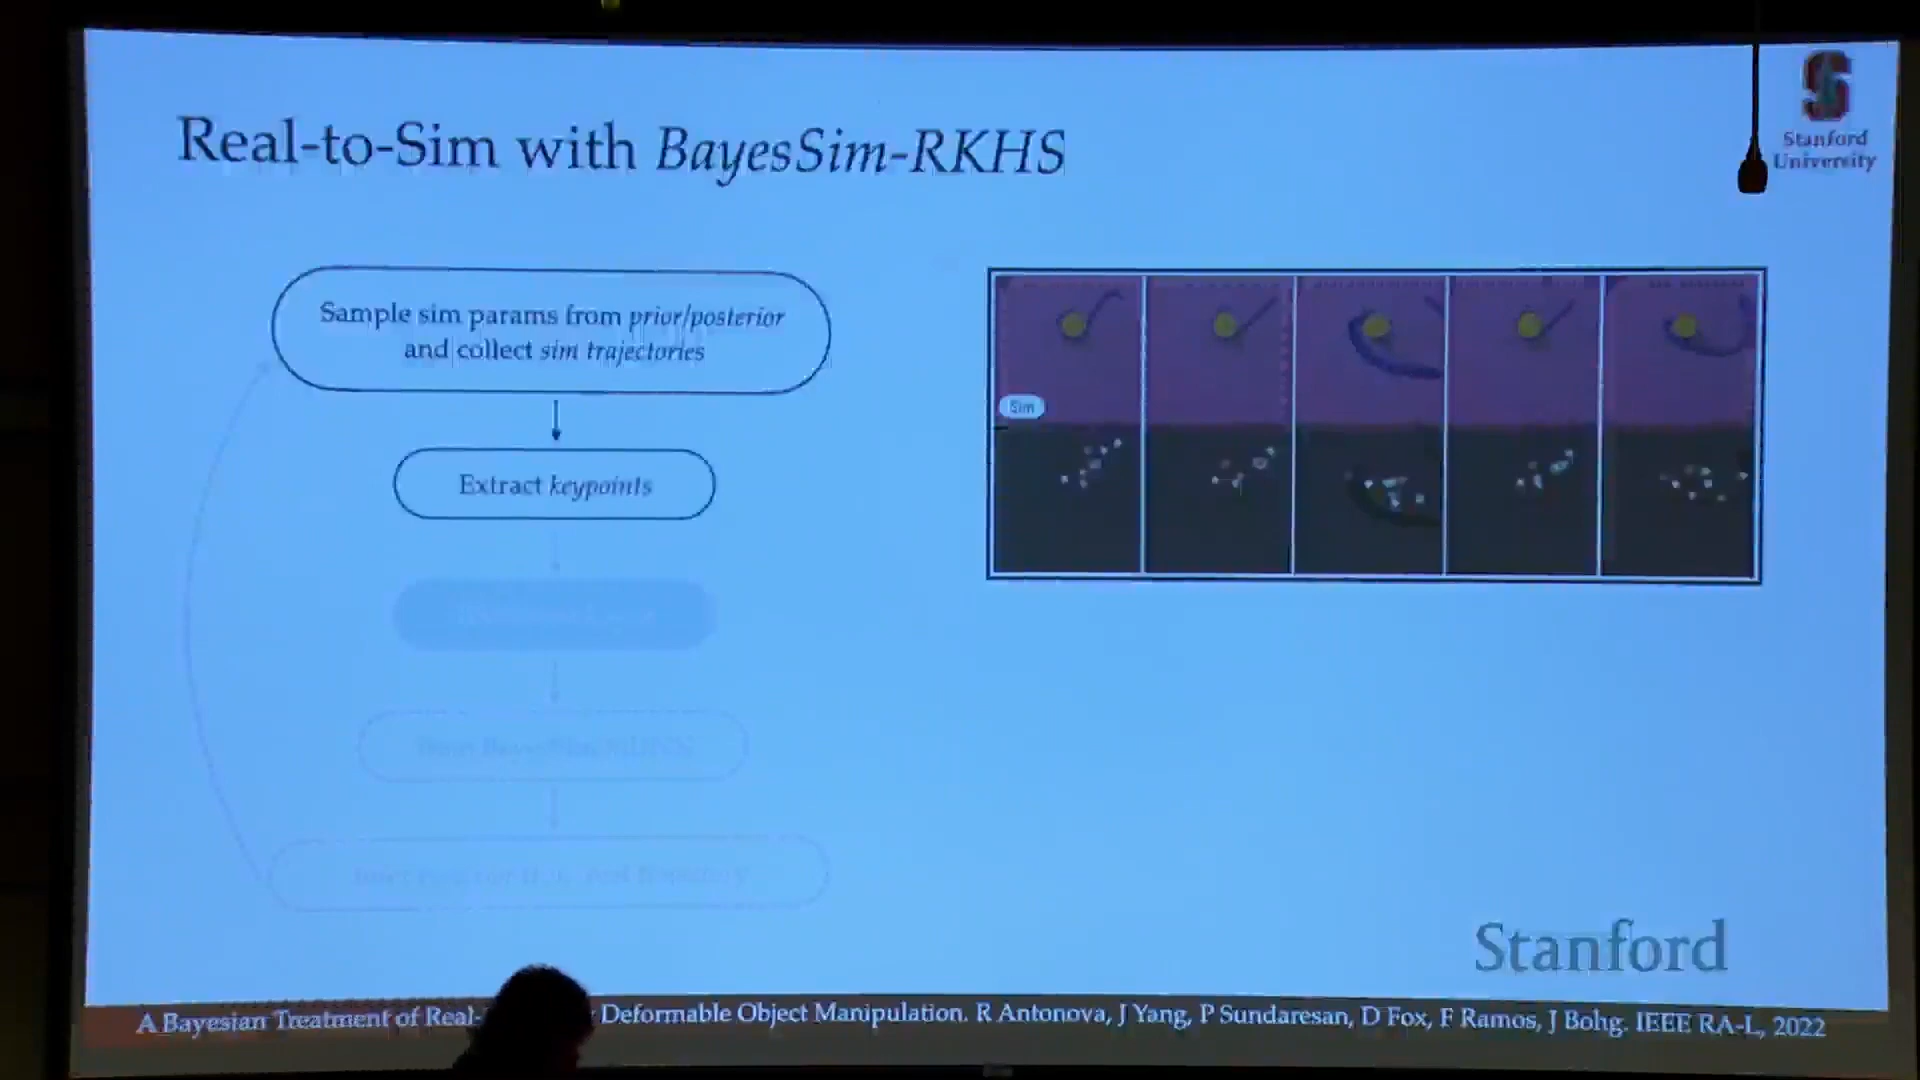 Real-to-Sim with BayesSim-RKHS
Stanford
University
Sample sim params from prior/posterior
and collect sim trajectories
Extract keypoints
Sim
Stanford
A Bayesian Treatment of Real- Deformable Object Manipulation. R Antonova, J Yang, P Sundaresan, D Fox, F Ramos, J Bohg. IEEE RA-L, 2022